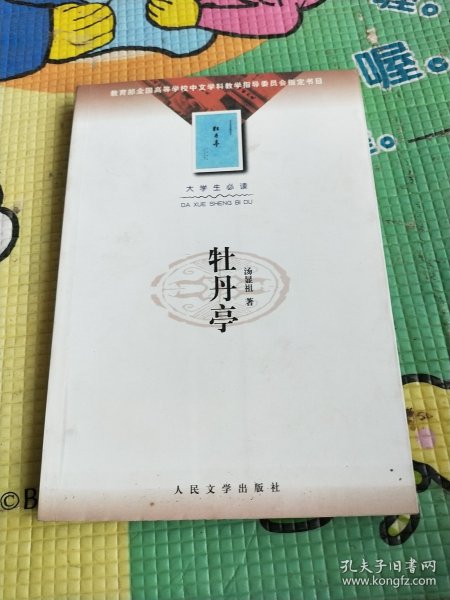 喔。
教育部全国高等学校中文学科教学指导委员会指定书目
牡丹亭
大学生必读
DA XUE SHENG BI DU
牡丹亭
汤显祖 著
人民文学出版社
©B
孔夫子旧书网
www.kongfz.com